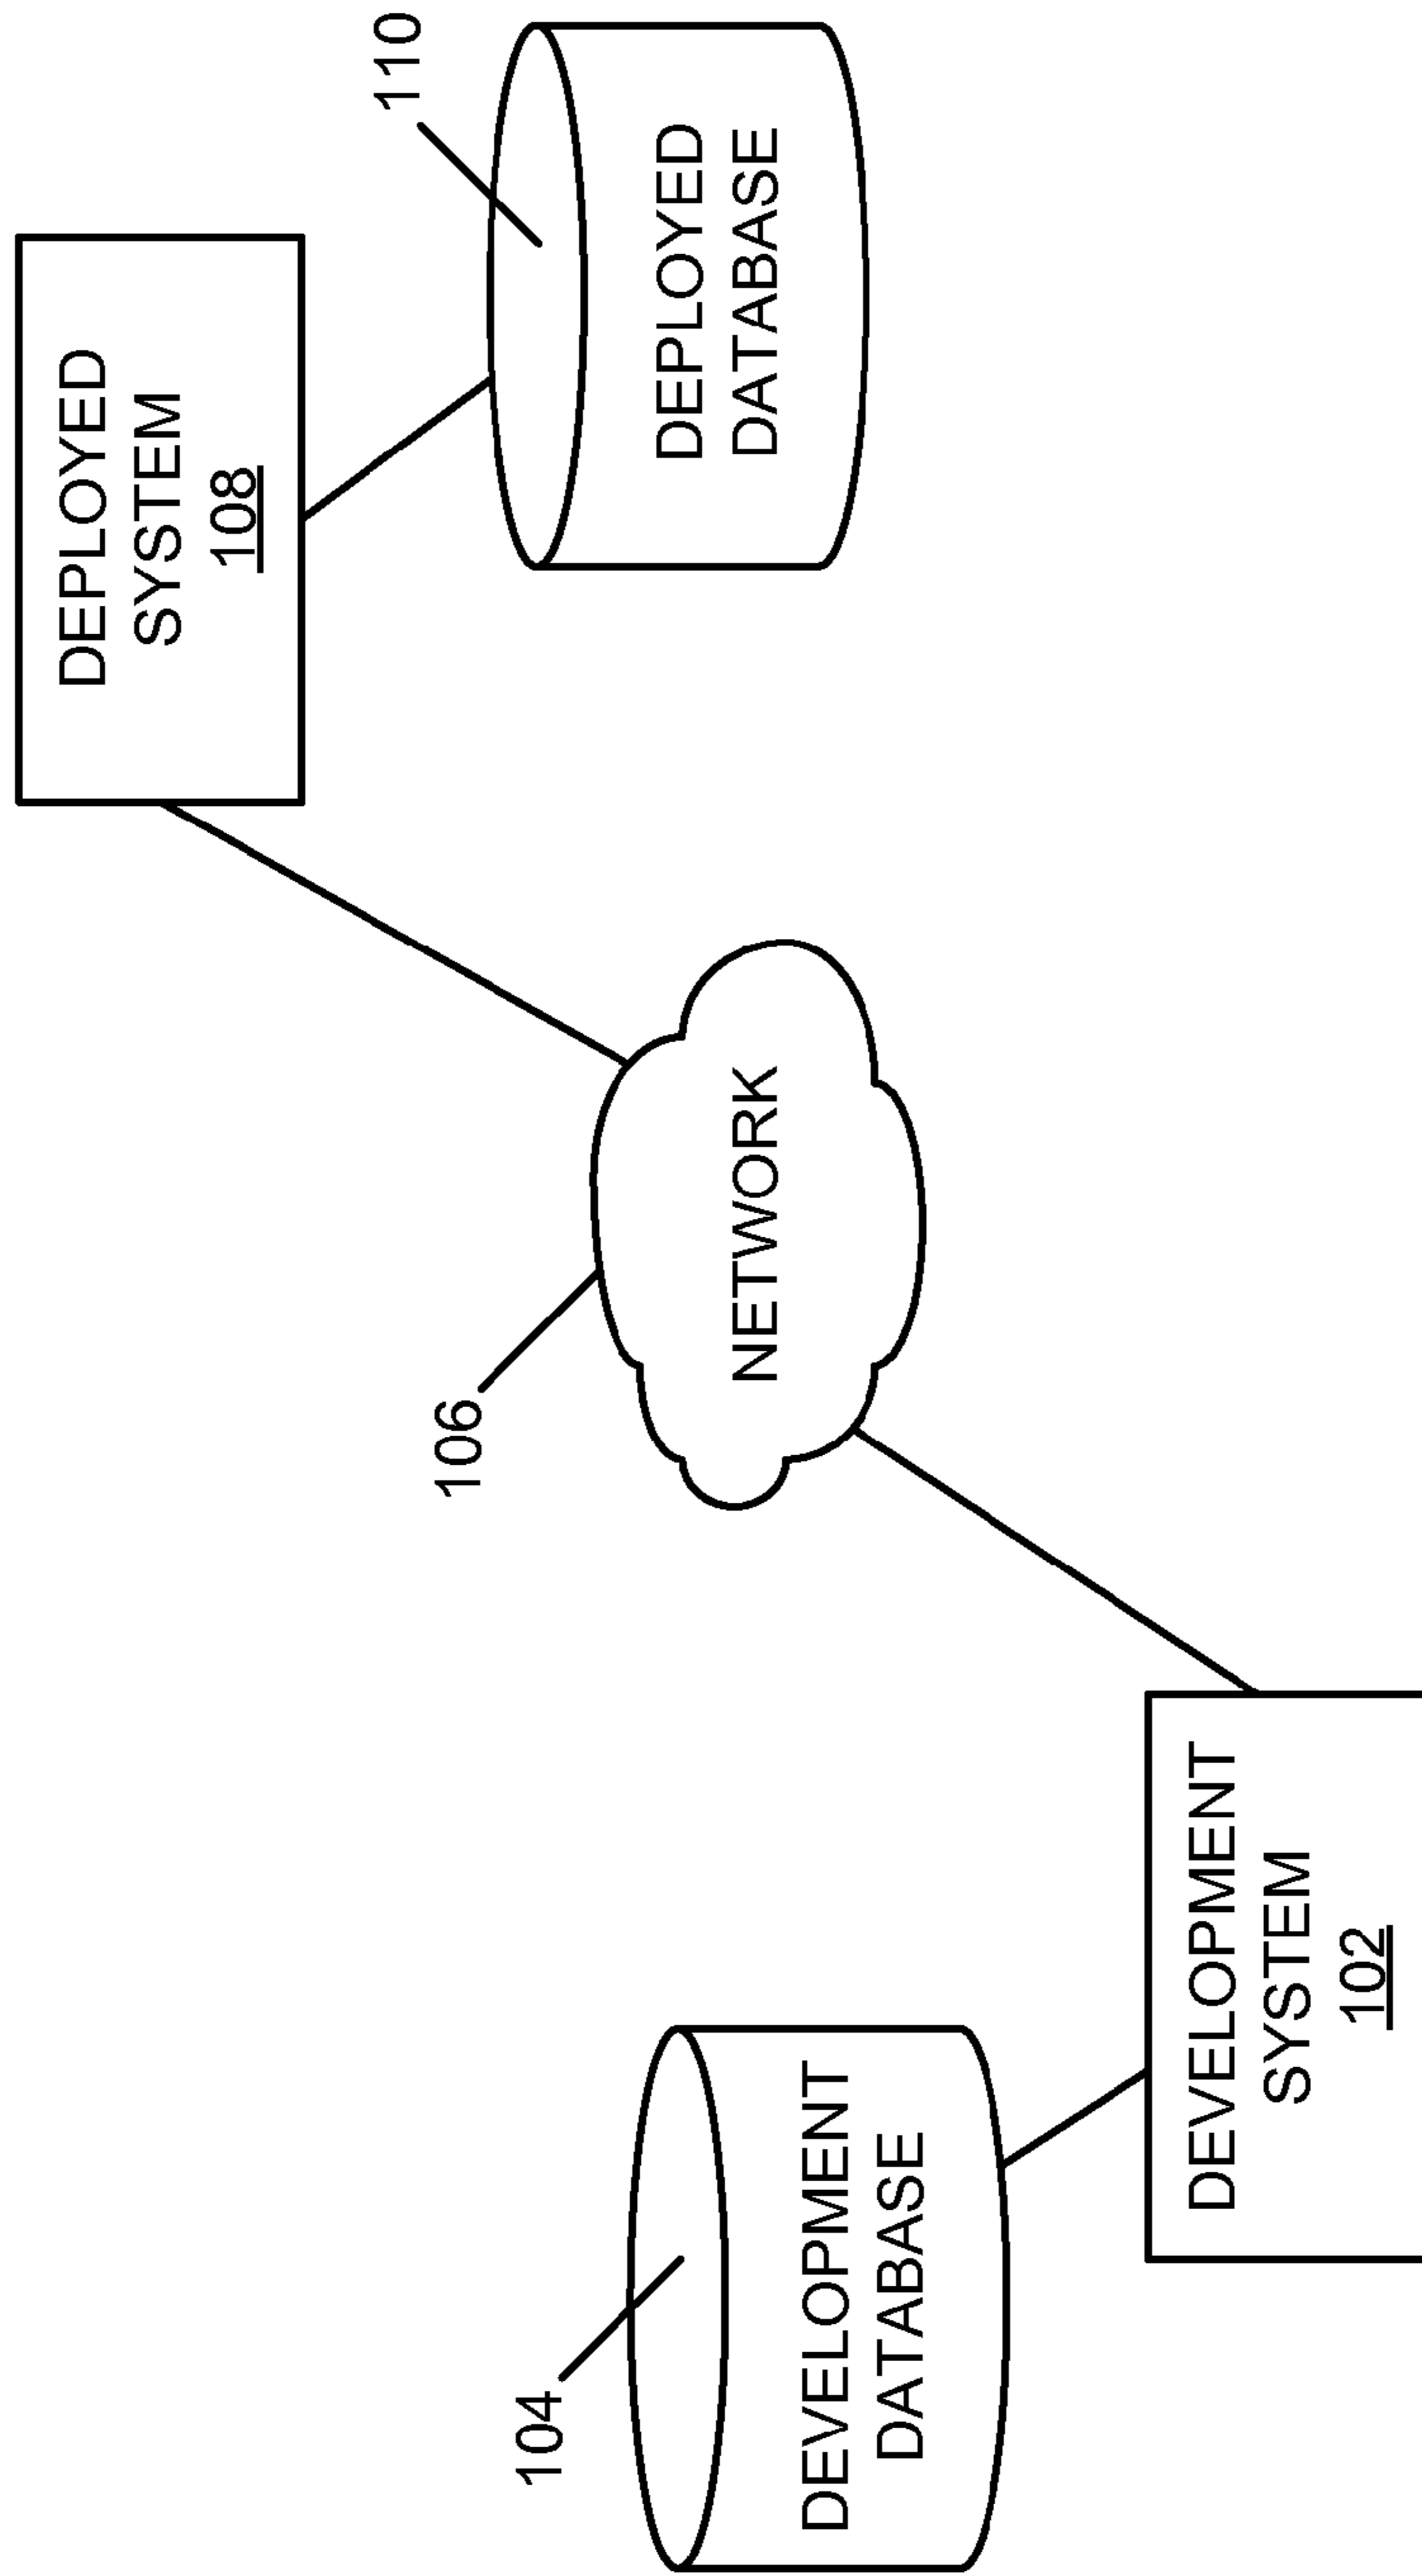 104
DEVELOPMENT
DATABASE
DEVELOPMENT
SYSTEM
102
106
NETWORK
DEPLOYED
SYSTEM
108
110
DEPLOYED
DATABASE